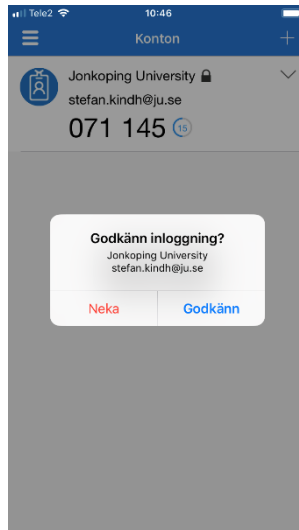 Tele2 10:46
Konton
Jonkoping University
stefan.kindh@ju.se
071 145 15
Godkänn inloggning?
Jonkoping University
stefan.kindh@ju.se
Neka Godkänn